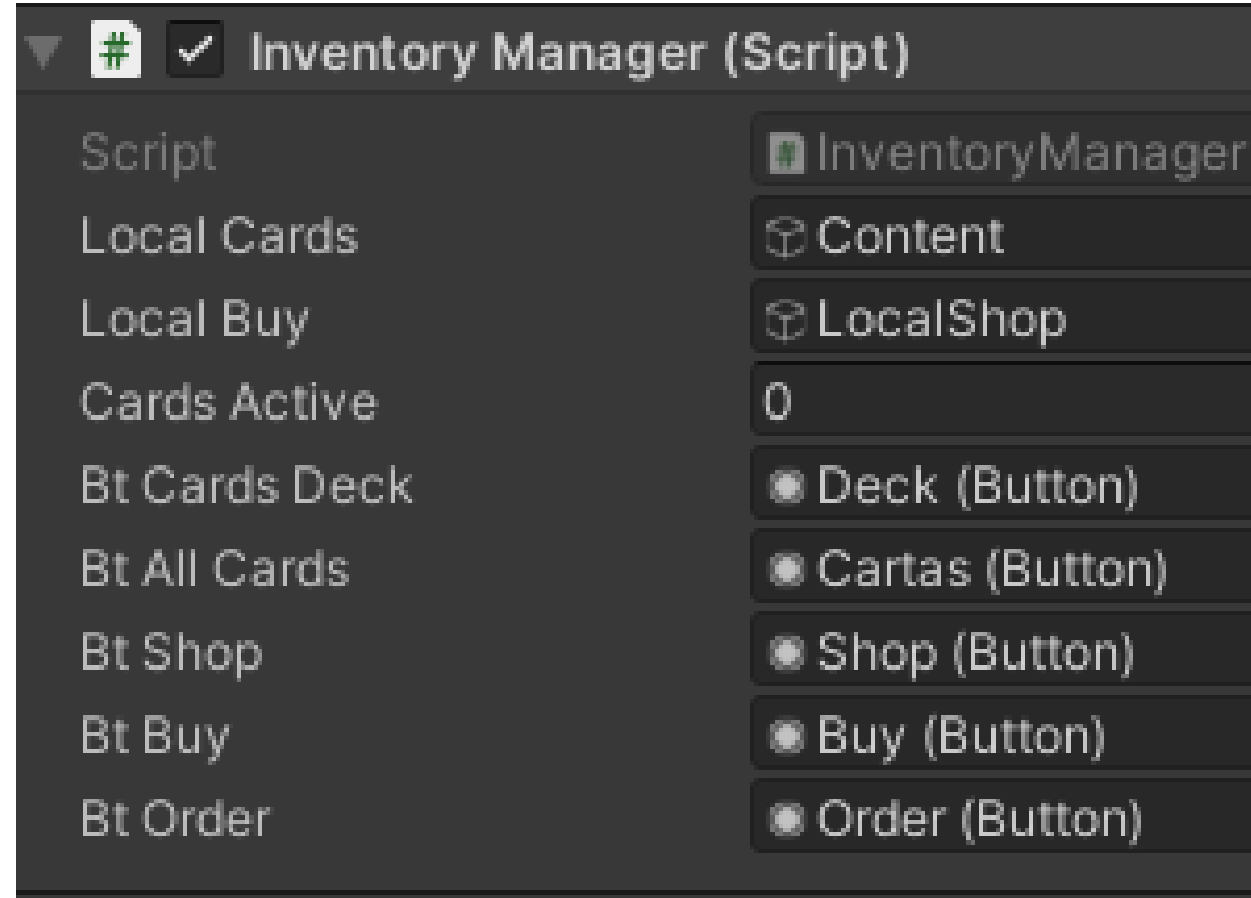 # Inventory Manager (Script)
Script # InventoryManager
Local Cards Content
Local Buy LocalShop
Cards Active 0
Bt Cards Deck Deck (Button)
Bt All Cards Cartas (Button)
Bt Shop Shop (Button)
Bt Buy Buy (Button)
Bt Order Order (Button)